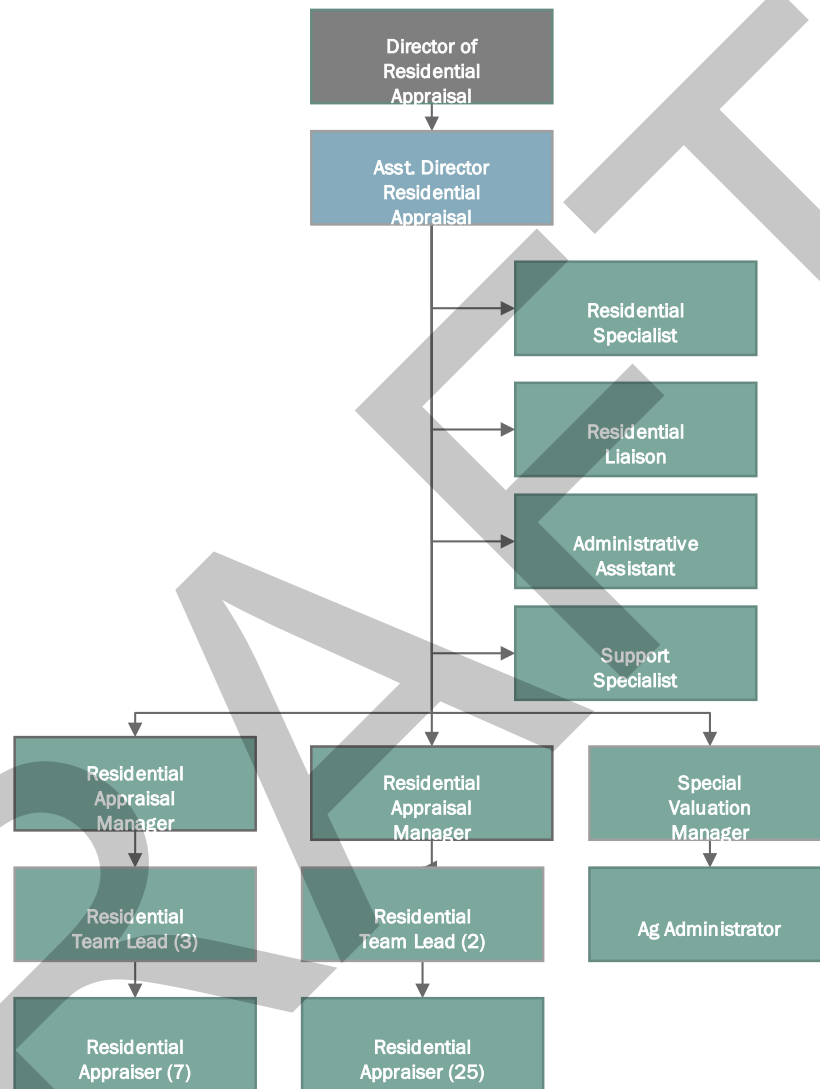 Director of
Residential
Appraisal
Asst. Director
Residential
Appraisal
Residential
Specialist
Residential
Liaison
Administrative
Assistant
Support
Specialist
Residential
Appraisal
Manager
Residential
Appraisal
Manager
Special
Valuation
Manager
Residential
Team Lead (3)
Residential
Team Lead (2)
Ag Administrator
Residential
Appraiser (7)
Residential
Appraiser (25)
RAFT